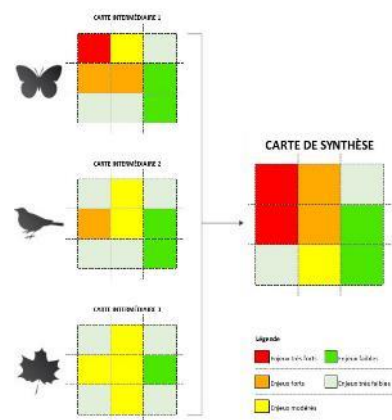 CARTE INTERMÉDIAIRE 1
CARTE INTERMÉDIAIRE 2
CARTE DE SYNTHÈSE
CARTE INTERMÉDIAIRE 3
Légende
Enjeux très forts
Enjeux faibles
Enjeux forts
Enjeux très faibles
Enjeux modérés